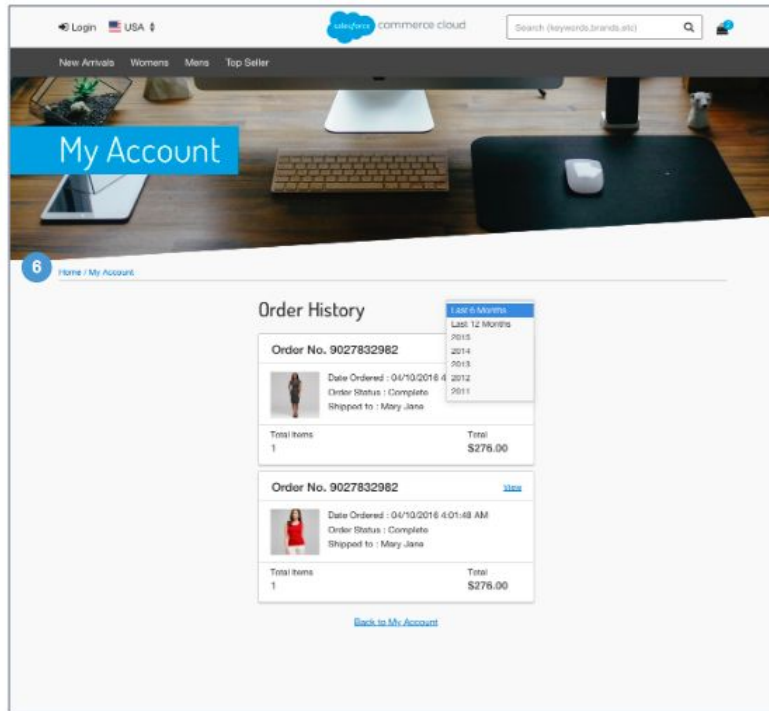 Login USA
salesforce commerce cloud
Search (keywords,brands,etc)
2
New Arrivals Womens Mens Top Seller
My Account
6
Home / My Account
Order History
Last 6 Months
Last 12 Months
2015
2014
2013
2012
2011
Order No. 9027832982
Date Ordered : 04/10/2016 4
Order Status : Complete
Shipped to : Mary Jane
Total Items Total
1 $276.00
Order No. 9027832982 View
Date Ordered : 04/10/2016 4:01:48 AM
Order Status : Complete
Shipped to : Mary Jane
Total Items Total
1 $276.00
Back to My Account